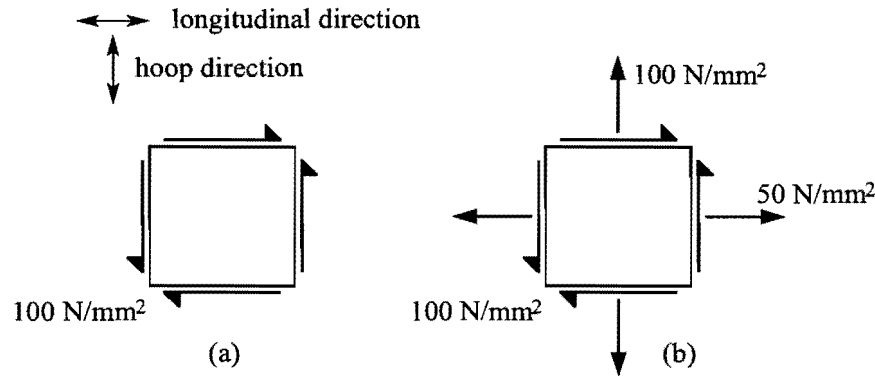 longitudinal direction
hoop direction
100 N/mm²
50 N/mm²
100 N/mm²
100 N/mm²
(a)
(b)